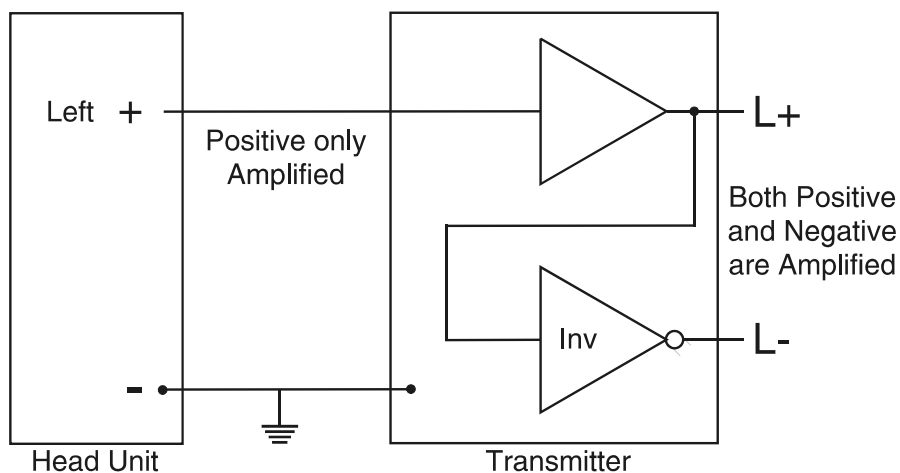 Left +
Positive only
Amplified
L+
Both Positive
and Negative
are Amplified
Inv
L-
-
Head Unit
Transmitter